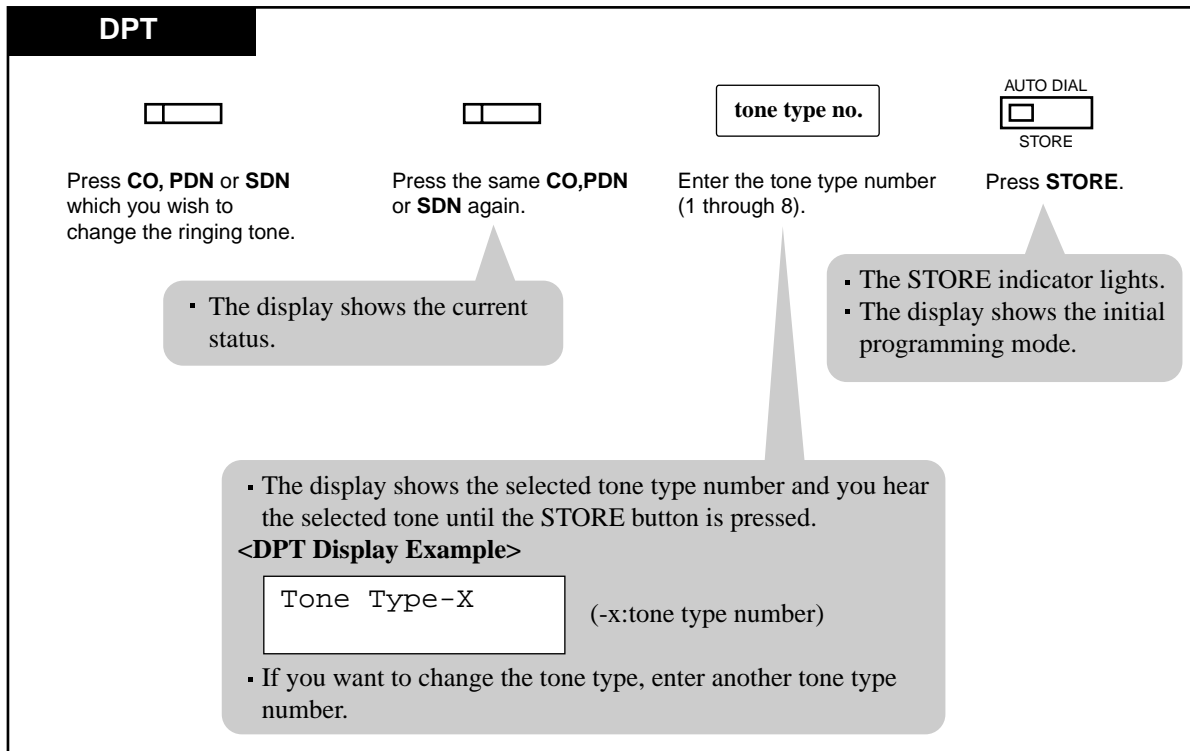 DPT
tone type no.
AUTO DIAL
STORE
Press CO, PDN or SDN
which you wish to
change the ringing tone.
Press the same CO,PDN
or SDN again.
Enter the tone type number
(1 through 8).
Press STORE.
▪ The display shows the current
status.
▪ The STORE indicator lights.
▪ The display shows the initial
programming mode.
▪ The display shows the selected tone type number and you hear
the selected tone until the STORE button is pressed.
<DPT Display Example>
Tone Type-X
(-x:tone type number)
▪ If you want to change the tone type, enter another tone type
number.